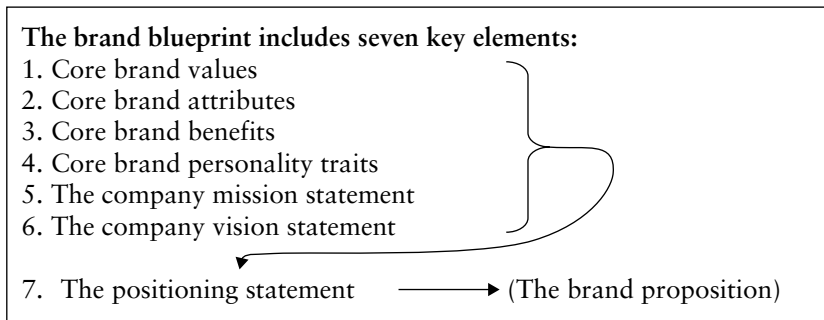 The brand blueprint includes seven key elements:
1. Core brand values
2. Core brand attributes
3. Core brand benefits
4. Core brand personality traits
5. The company mission statement
6. The company vision statement
7. The positioning statement (The brand proposition)